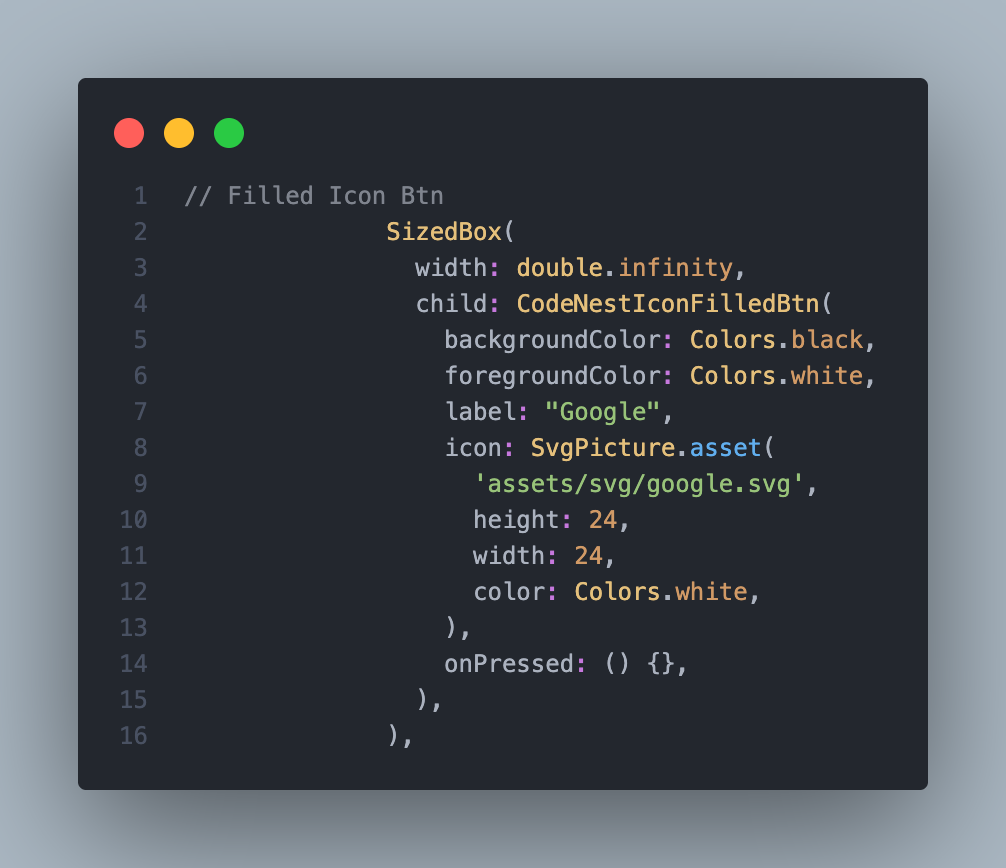 1 // Filled Icon Btn
2 SizedBox(
3 width: double.infinity,
4 child: CodeNestIconFilledBtn(
5 backgroundColor: Colors.black,
6 foregroundColor: Colors.white,
7 label: "Google",
8 icon: SvgPicture.asset(
9 'assets/svg/google.svg',
10 height: 24,
11 width: 24,
12 color: Colors.white,
13 ),
14 onPressed: () {},
15 ),
16 ),